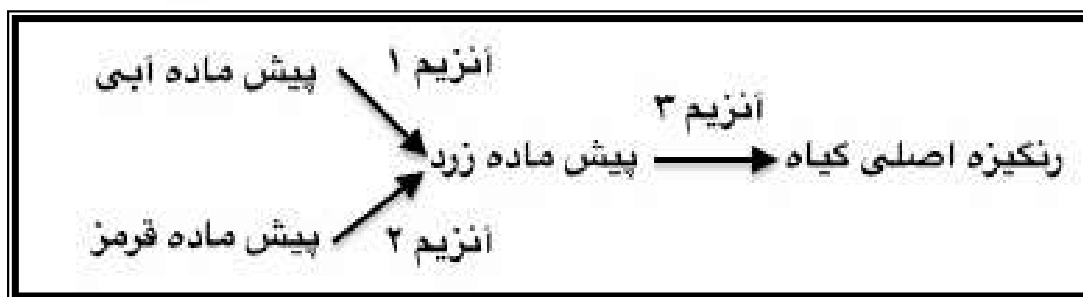 آنزیم ۱
پیش ماده آبی
آنزیم ۳
پیش ماده زرد
رنگیزه اصلی گیاه
آنزیم ۲
پیش ماده قرمز